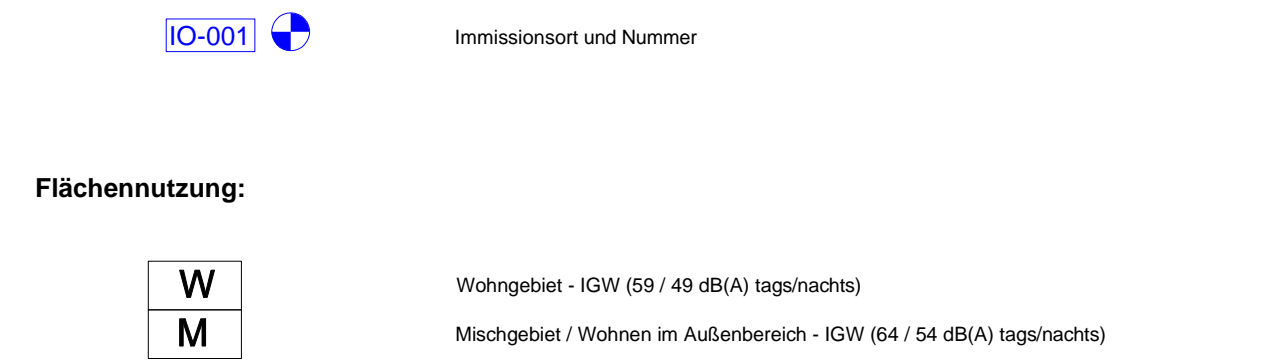 IO-001 Immissionsort und Nummer
Flächennutzung:
W Wohngebiet - IGW (59 / 49 dB(A) tags/nachts)
M Mischgebiet / Wohnen im Außenbereich - IGW (64 / 54 dB(A) tags/nachts)